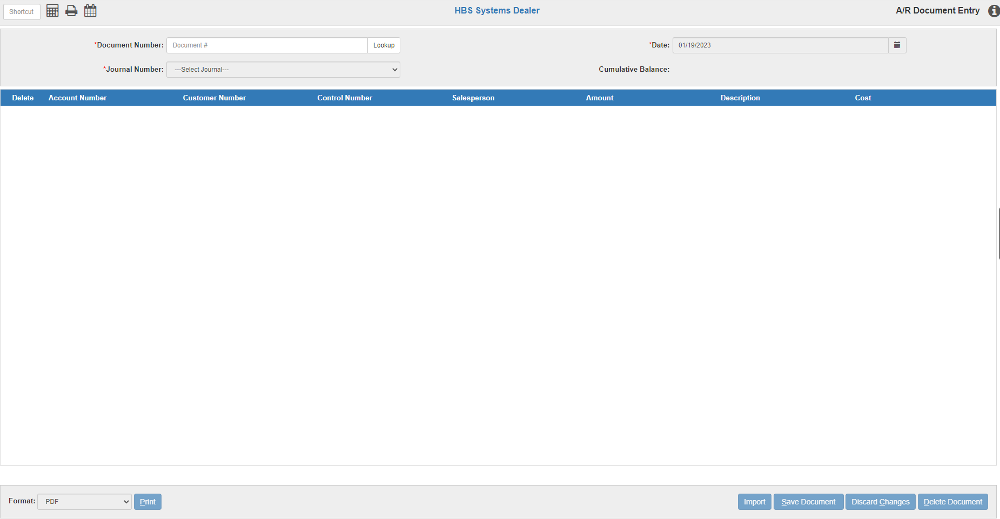 Shortcut
HBS Systems Dealer
A/R Document Entry
*Document Number: Document # Lookup
*Date: 01/19/2023
*Journal Number: ---Select Journal---
Cumulative Balance:
Delete Account Number Customer Number Control Number Salesperson Amount Description Cost
Format: PDF Print
Import Save Document Discard Changes Delete Document